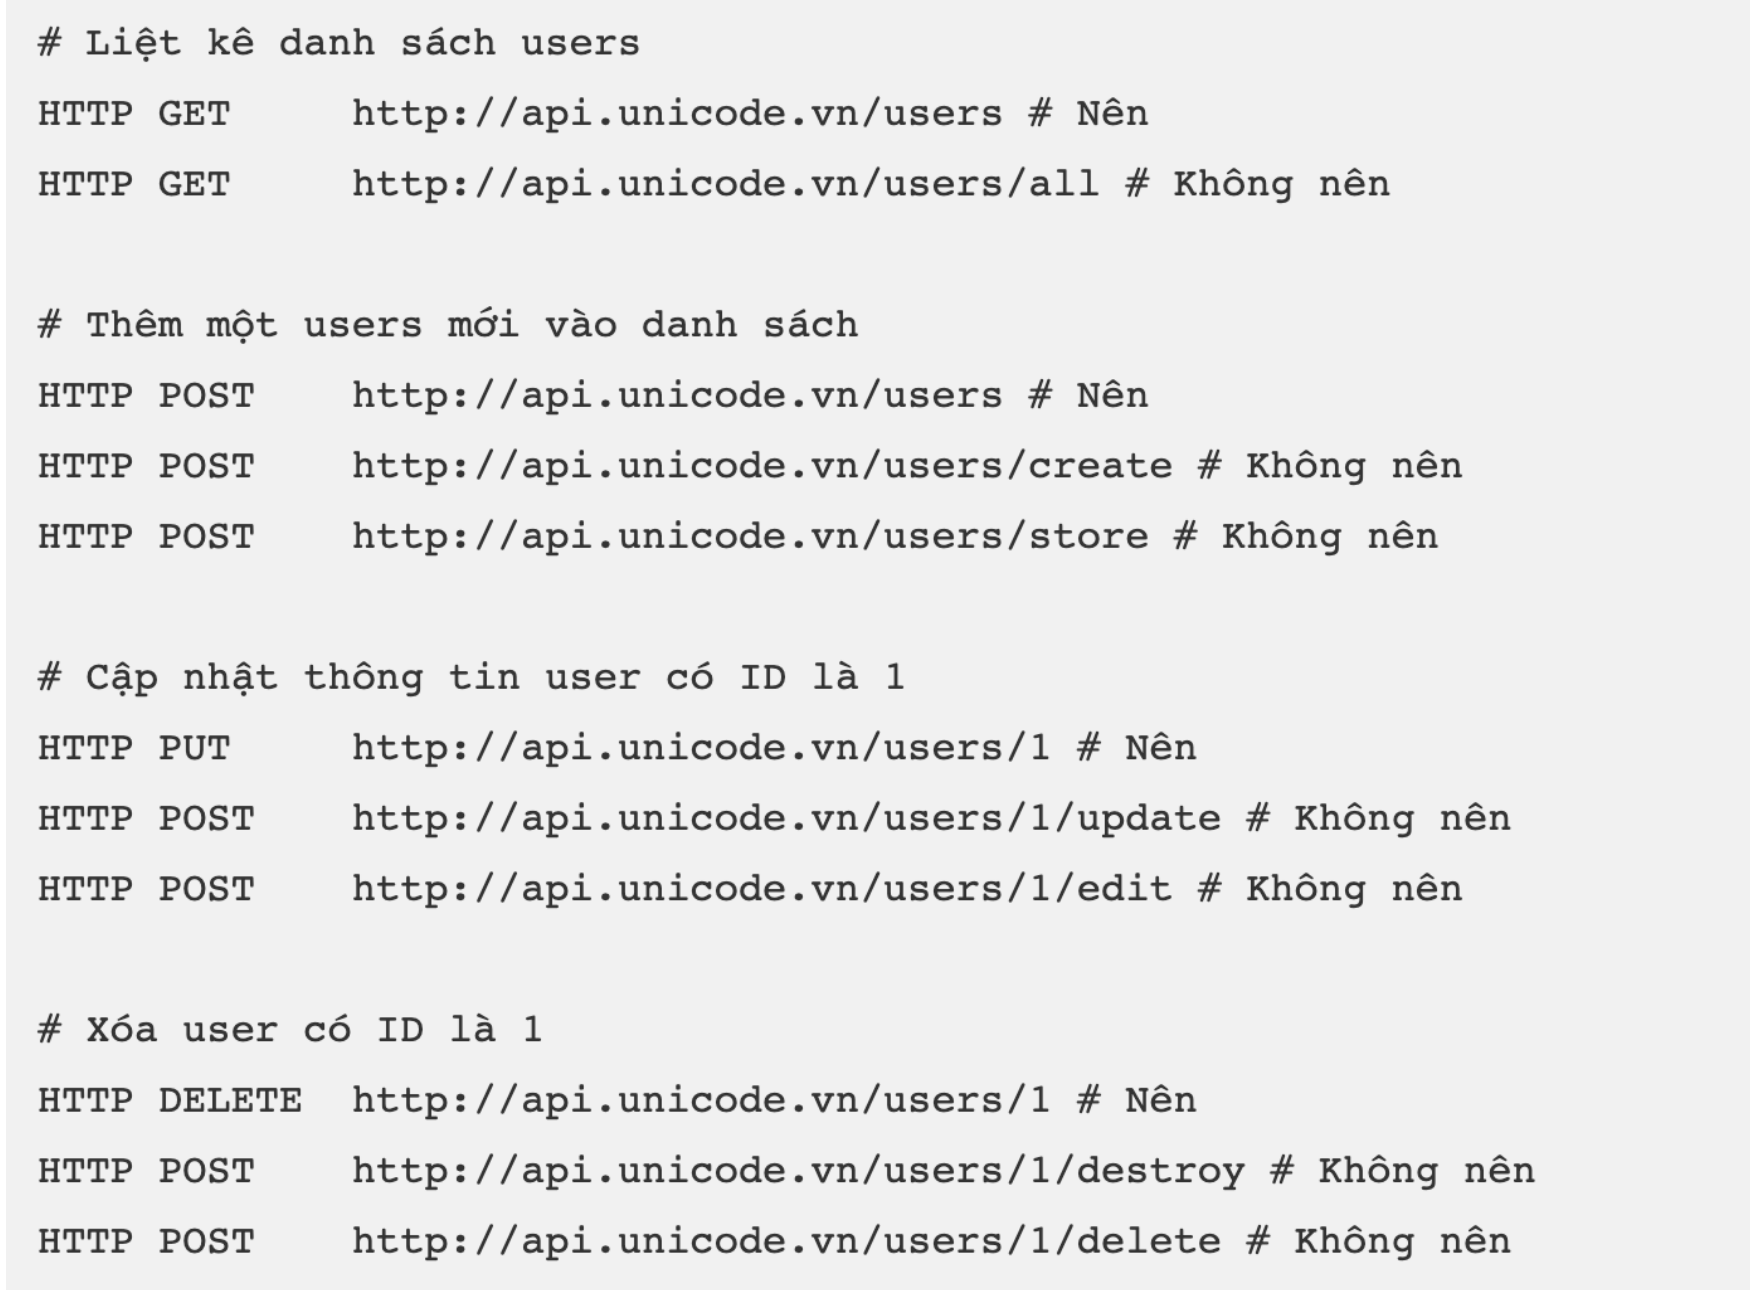 # Liệt kê danh sách users
HTTP GET     http://api.unicode.vn/users # Nên
HTTP GET     http://api.unicode.vn/users/all # Không nên

# Thêm một users mới vào danh sách
HTTP POST    http://api.unicode.vn/users # Nên
HTTP POST    http://api.unicode.vn/users/create # Không nên
HTTP POST    http://api.unicode.vn/users/store # Không nên

# Cập nhật thông tin user có ID là 1
HTTP PUT     http://api.unicode.vn/users/1 # Nên
HTTP POST    http://api.unicode.vn/users/1/update # Không nên
HTTP POST    http://api.unicode.vn/users/1/edit # Không nên

# Xóa user có ID là 1
HTTP DELETE  http://api.unicode.vn/users/1 # Nên
HTTP POST    http://api.unicode.vn/users/1/destroy # Không nên
HTTP POST    http://api.unicode.vn/users/1/delete # Không nên